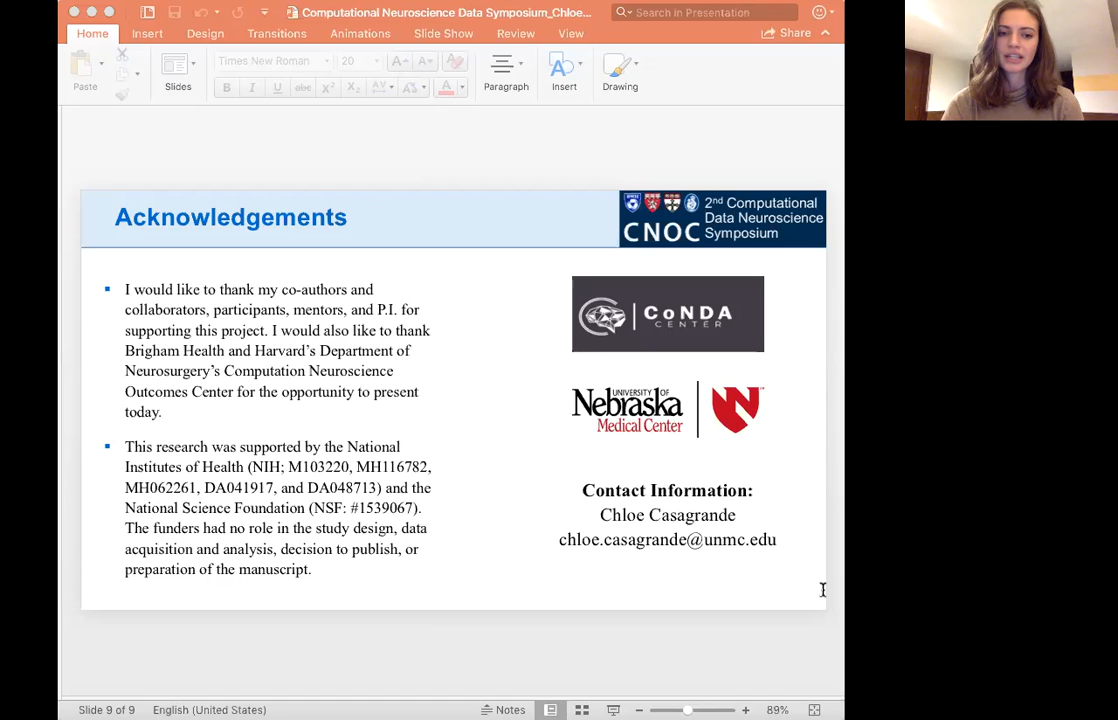 Computational Neuroscience Data Symposium_Chloe...
Search in Presentation
Home
Insert
Design
Transitions
Animations
Slide Show
Review
View
Share
Paste
Slides
Times New Roman
20
A
A
B
I
U
abc
X²
X₂
AV
A
Paragraph
Insert
Drawing
Acknowledgements
CNOC
2nd Computational
Data Neuroscience
Symposium
▪ I would like to thank my co-authors and
collaborators, participants, mentors, and P.I. for
supporting this project. I would also like to thank
Brigham Health and Harvard's Department of
Neurosurgery's Computation Neuroscience
Outcomes Center for the opportunity to present
today.
▪ This research was supported by the National
Institutes of Health (NIH; M103220, MH116782,
MH062261, DA041917, and DA048713) and the
National Science Foundation (NSF: #1539067).
The funders had no role in the study design, data
acquisition and analysis, decision to publish, or
preparation of the manuscript.
CoNDA
CENTER
UNIVERSITY OF
Nebraska
Medical Center
N
Contact Information:
Chloe Casagrande
chloe.casagrande@unmc.edu
Slide 9 of 9
English (United States)
Notes
89%